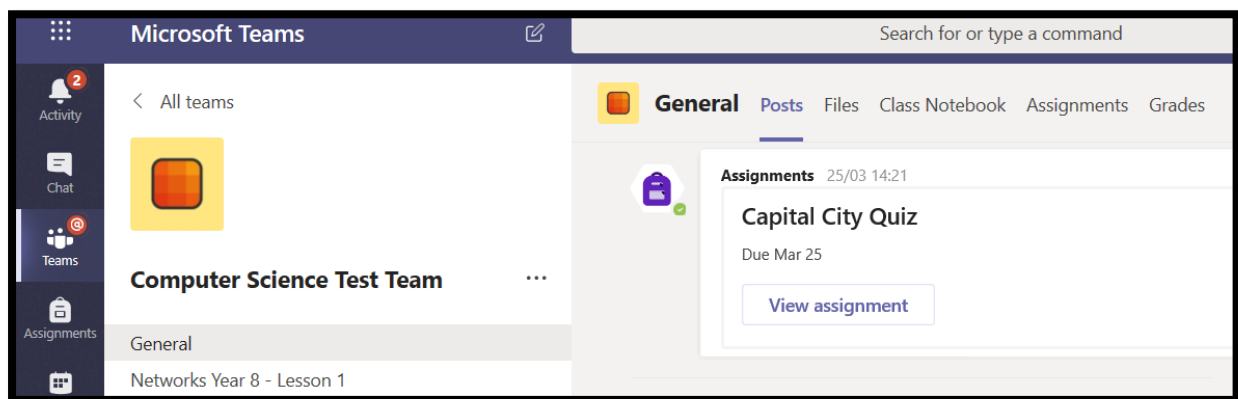 Microsoft Teams
Search for or type a command
2
Activity
Chat
@
Teams
Assignments
All teams
Computer Science Test Team
...
General
Networks Year 8 - Lesson 1
General Posts Files Class Notebook Assignments Grades
Assignments 25/03 14:21
Capital City Quiz
Due Mar 25
View assignment